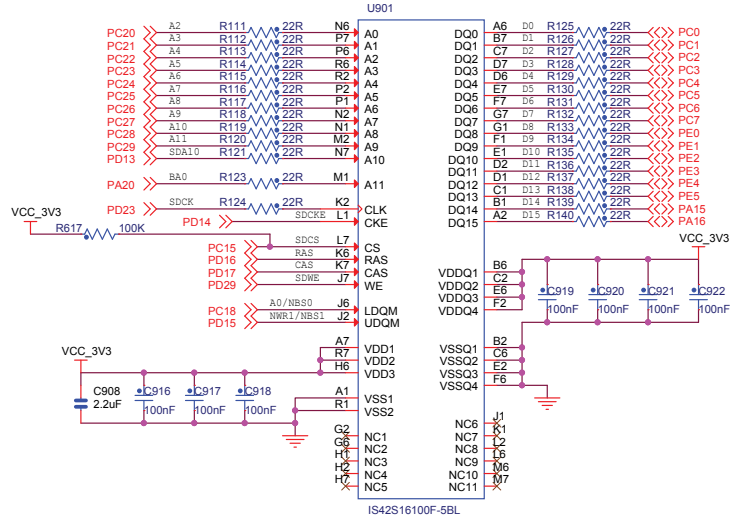 U901
PC20 A2 R111 22R N6 A0 DQ0 A6 D0 R125 22R PC0
PC21 A3 R112 22R P7 A1 DQ1 B7 D1 R126 22R PC1
PC22 A4 R113 22R P6 A2 DQ2 C7 D2 R127 22R PC2
PC23 A5 R114 22R R6 A3 DQ3 D7 D3 R128 22R PC3
PC24 A6 R115 22R R2 A4 DQ4 D6 D4 R129 22R PC4
PC25 A7 R116 22R P2 A5 DQ5 E7 D5 R130 22R PC5
PC26 A8 R117 22R P1 A6 DQ6 F7 D6 R131 22R PC6
PC27 A9 R118 22R N2 A7 DQ7 G7 D7 R132 22R PC7
PC28 A10 R119 22R N1 A8 DQ8 G1 D8 R133 22R PE0
PC29 A11 R120 22R M2 A9 DQ9 F1 D9 R134 22R PE1
PD13 SDA10 R121 22R N7 A10 DQ10 E1 D10 R135 22R PE2
DQ11 D2 D11 R136 22R PE3
PA20 BA0 R123 22R M1 A11 DQ12 D1 D12 R137 22R PE4
DQ13 C1 D13 R138 22R PE5
PD23 SDCK R124 22R K2 CLK DQ14 B1 D14 R139 22R PA15
PD14 SDCKE L1 CKE DQ15 A2 D15 R140 22R PA16
VCC_3V3
R617 100K
PC15 SDCS L7 CS
PD16 RAS K6 RAS
PD17 CAS K7 CAS
PD29 SDWE J7 WE
VCC_3V3
VDDQ1 B6
VDDQ2 C2
VDDQ3 E6
VDDQ4 F2
C919 C920 C921 C922
100nF 100nF 100nF 100nF
PC18 A0/NBS0 J6 LDQM
PD15 NWR1/NBS1 J2 UDQM
VCC_3V3
A7 VDD1 VSSQ1 B2
R7 VDD2 VSSQ2 C6
H6 VDD3 VSSQ3 E2
VSSQ4 F6
C908 C916 C917 C918
2.2uF 100nF 100nF 100nF
A1 VSS1
R1 VSS2
NC6 J1
G2 NC1 NC7 K1
G6 NC2 NC8 L2
H1 NC3 NC9 L6
H2 NC4 NC10 M6
H7 NC5 NC11 M7
IS42S16100F-5BL